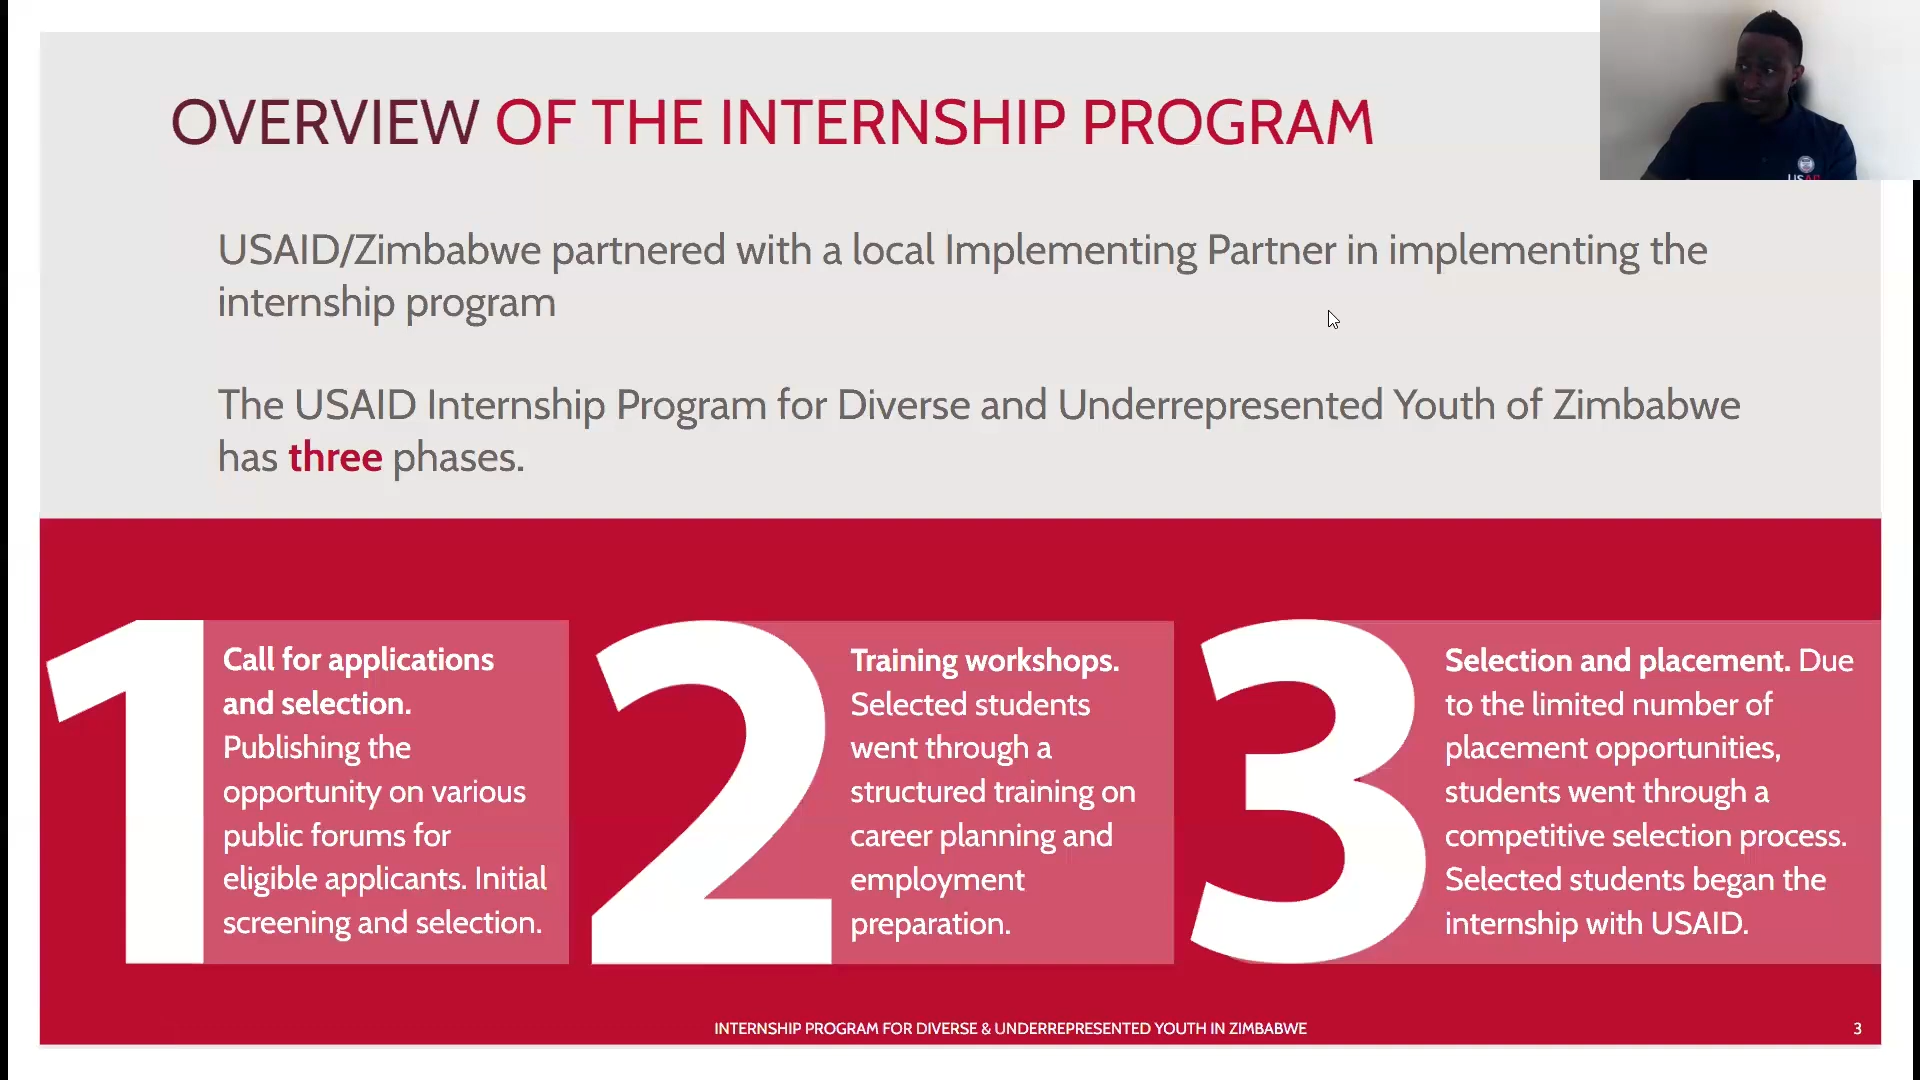 OVERVIEW OF THE INTERNSHIP PROGRAM
USAID/Zimbabwe partnered with a local Implementing Partner in implementing the
internship program
The USAID Internship Program for Diverse and Underrepresented Youth of Zimbabwe
has three phases.
1
Call for applications
and selection.
Publishing the
opportunity on various
public forums for
eligible applicants. Initial
screening and selection.
2
Training workshops.
Selected students
went through a
structured training on
career planning and
employment
preparation.
3
Selection and placement. Due
to the limited number of
placement opportunities,
students went through a
competitive selection process.
Selected students began the
internship with USAID.
INTERNSHIP PROGRAM FOR DIVERSE & UNDERREPRESENTED YOUTH IN ZIMBABWE
3